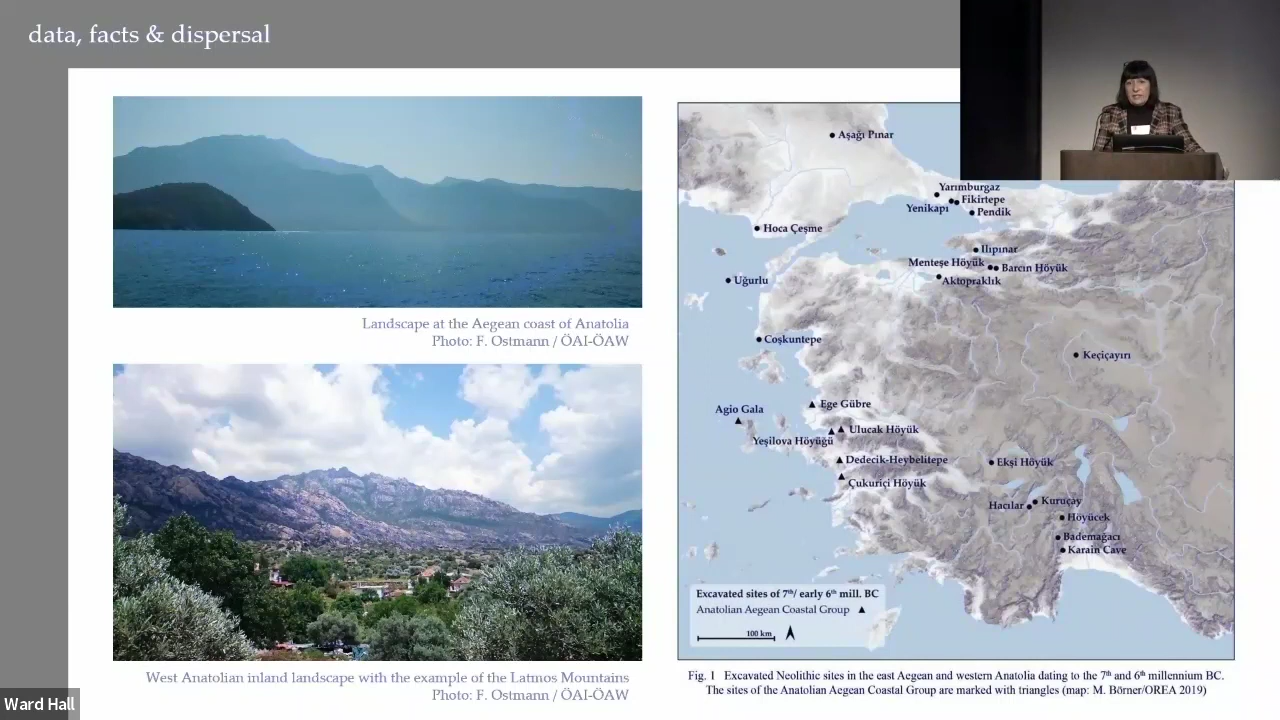 data, facts & dispersal
Landscape at the Aegean coast of Anatolia
Photo: F. Ostmann / ÖAI-ÖAW
West Anatolian inland landscape with the example of the Latmos Mountains
Photo: F. Ostmann / ÖAI-ÖAW
Aşağı Pınar
Yarımburgaz
Fikirtepe
Yenikapı
Pendik
Hoca Çeşme
Ilıpınar
Menteşe Höyük
Barcın Höyük
Uğurlu
Aktopraklık
Coşkuntepe
Keçiçayırı
Ege Gübre
Agio Gala
Ulucak Höyük
Yeşilova Höyüğü
Dedecik-Heybelitepe
Ekşi Höyük
Çukuriçi Höyük
Kuruçay
Hacılar
Höyücek
Bademağacı
Karain Cave
Excavated sites of 7th/ early 6th mill. BC
Anatolian Aegean Coastal Group
100 km
Fig. 1 Excavated Neolithic sites in the east Aegean and western Anatolia dating to the 7th and 6th millennium BC.
The sites of the Anatolian Aegean Coastal Group are marked with triangles (map: M. Börner/OREA 2019)
Ward Hall